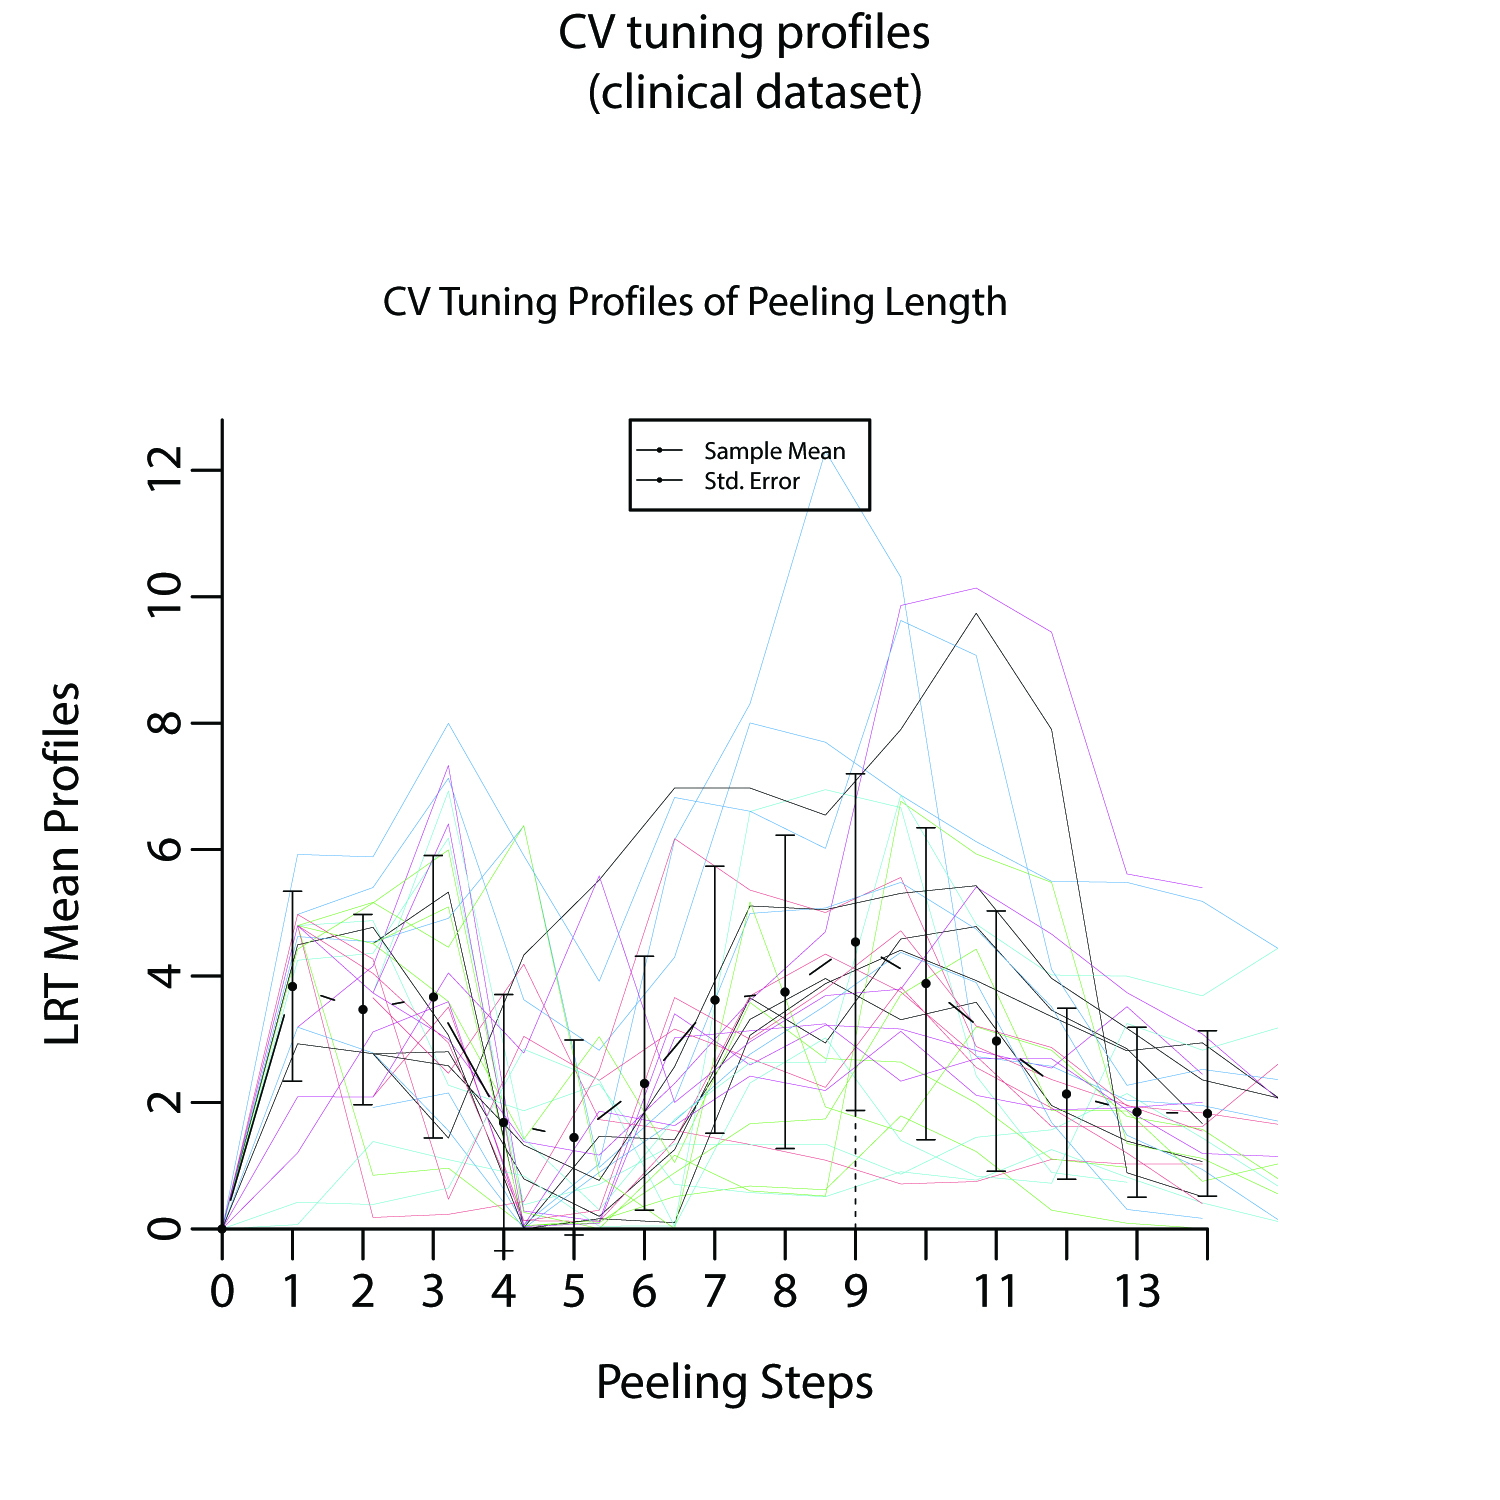 CV tuning profiles
(clinical dataset)
CV Tuning Profiles of Peeling Length
Sample Mean
Std. Error
LRT Mean Profiles
12
10
8
6
4
2
0
0 1 2 3 4 5 6 7 8 9 11 13
Peeling Steps